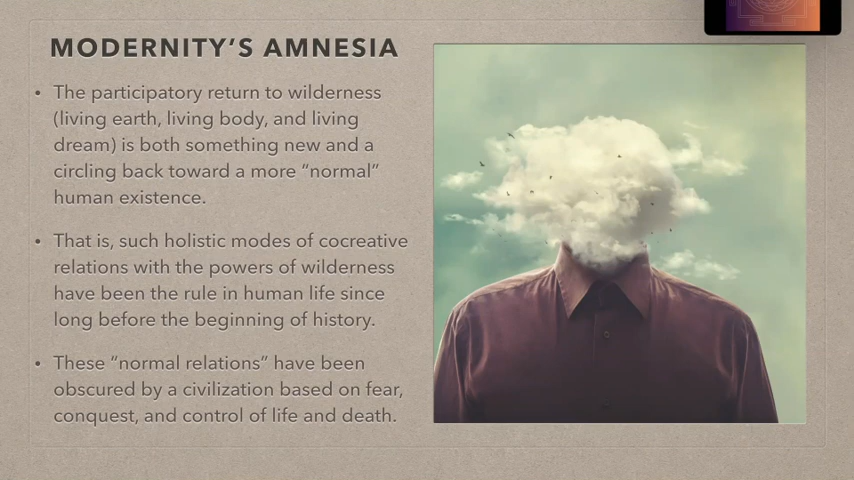 MODERNITY’S AMNESIA
• The participatory return to wilderness
(living earth, living body, and living
dream) is both something new and a
circling back toward a more “normal”
human existence.
• That is, such holistic modes of cocreative
relations with the powers of wilderness
have been the rule in human life since
long before the beginning of history.
• These “normal relations” have been
obscured by a civilization based on fear,
conquest, and control of life and death.